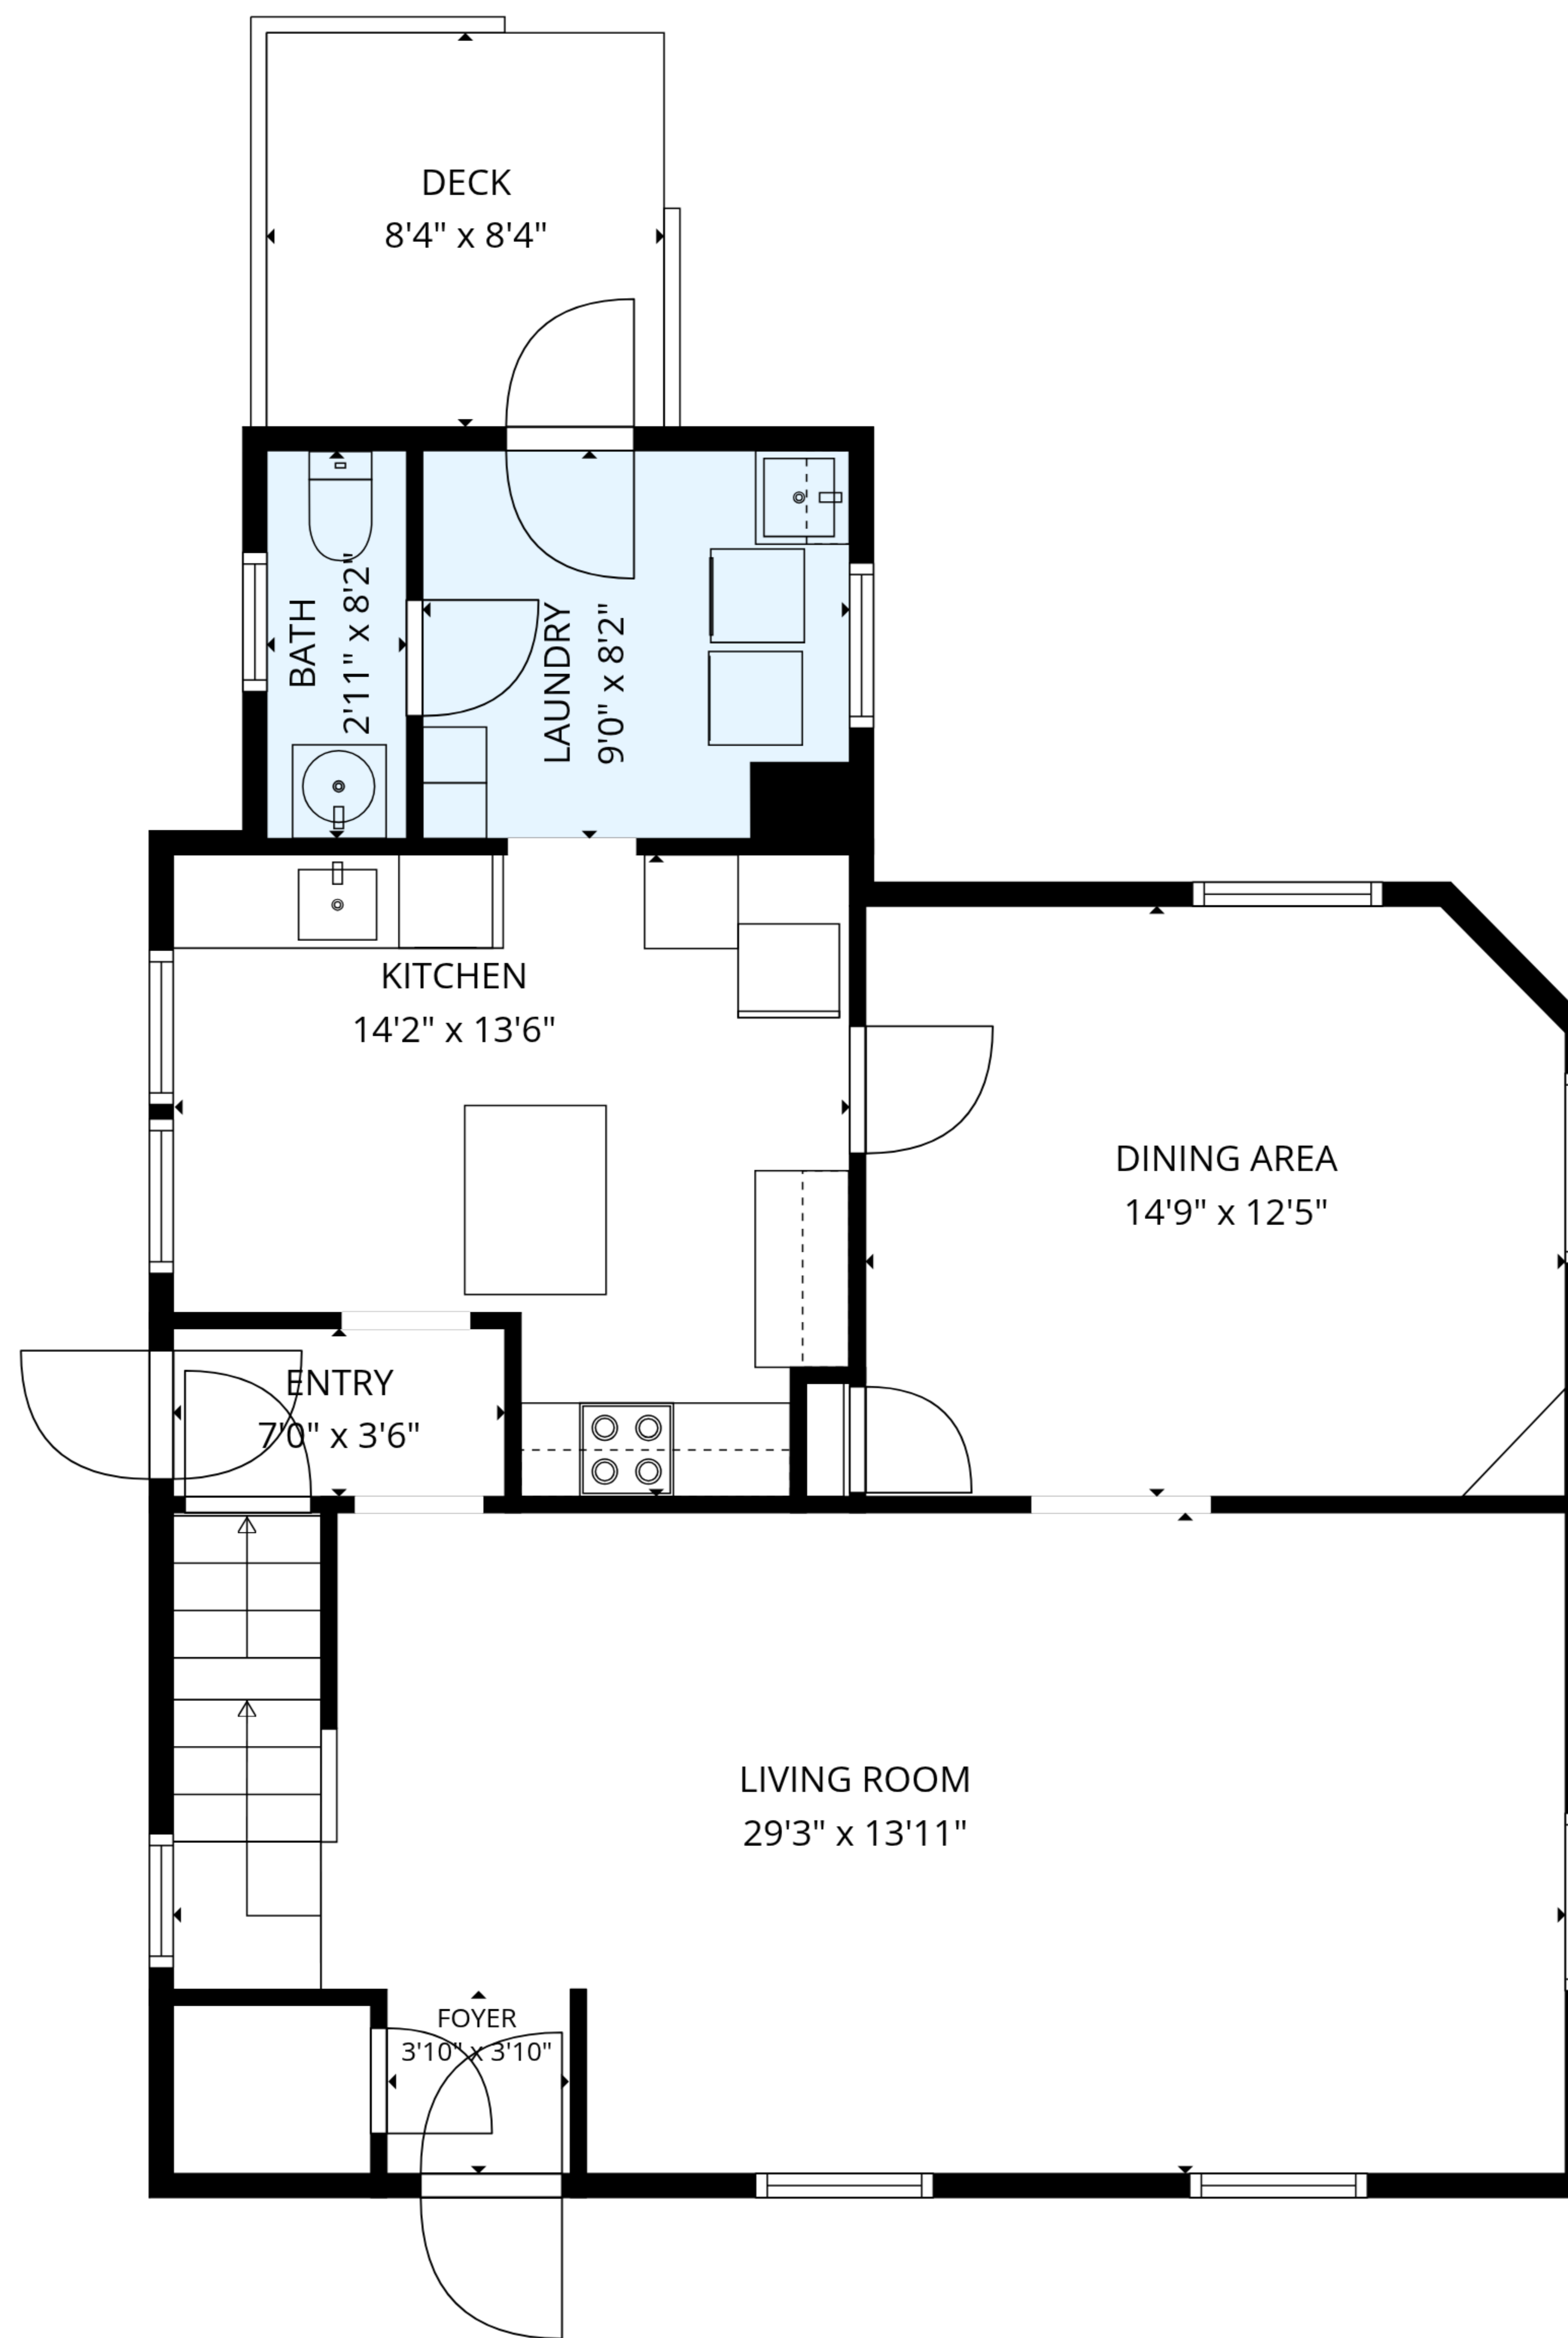 DECK
8'4" x 8'4"
BATH
2'11" x 8'2"
LAUNDRY
9'0" x 8'2"
KITCHEN
14'2" x 13'6"
DINING AREA
14'9" x 12'5"
ENTRY
7'0" x 3'6"
LIVING ROOM
29'3" x 13'11"
FOYER
3'10" x 3'10"